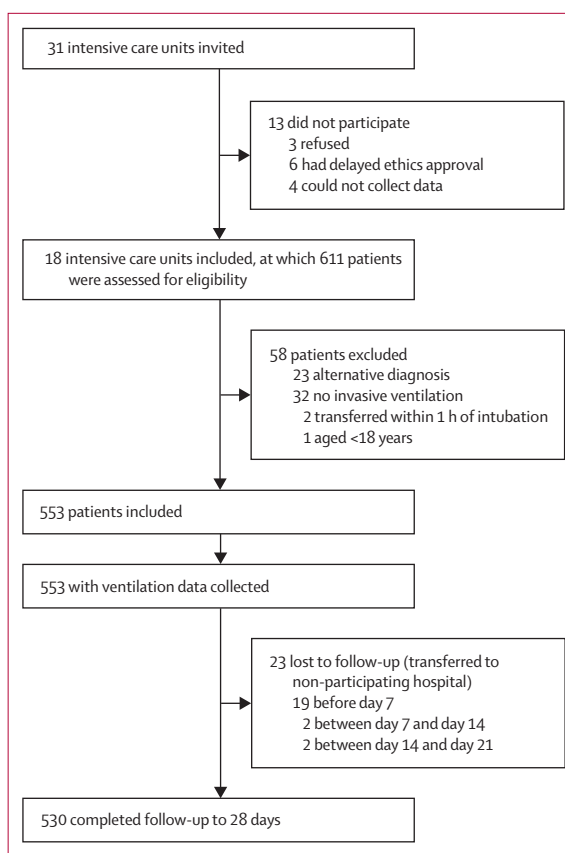 31 intensive care units invited
13 did not participate
3 refused
6 had delayed ethics approval
4 could not collect data
18 intensive care units included, at which 611 patients
were assessed for eligibility
58 patients excluded
23 alternative diagnosis
32 no invasive ventilation
2 transferred within 1 h of intubation
1 aged <18 years
553 patients included
553 with ventilation data collected
23 lost to follow-up (transferred to
non-participating hospital)
19 before day 7
2 between day 7 and day 14
2 between day 14 and day 21
530 completed follow-up to 28 days